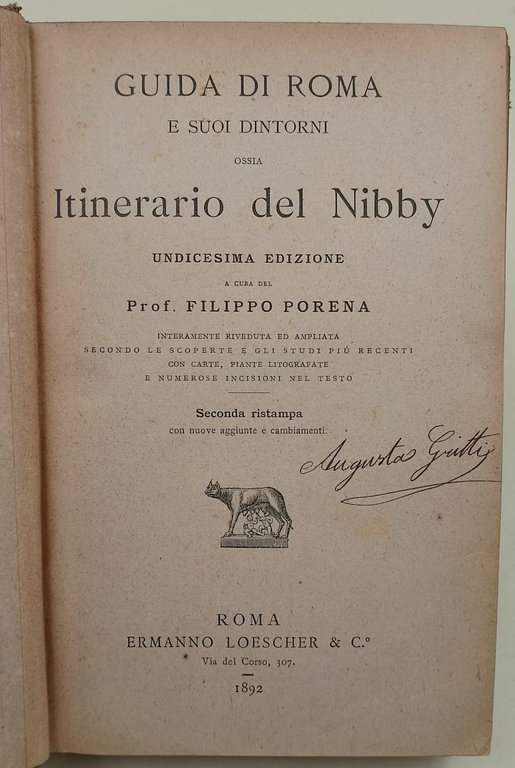 GUIDA DI ROMA
E SUOI DINTORNI
OSSIA
Itinerario del Nibby
UNDICESIMA EDIZIONE
A CURA DEL
Prof. FILIPPO PORENA
INTERAMENTE RIVEDUTA ED AMPLIATA
SECONDO LE SCOPERTE E GLI STUDI PIÙ RECENTI
CON CARTE, PIANTE LITOGRAFATE
E NUMEROSE INCISIONI NEL TESTO
Seconda ristampa
con nuove aggiunte e cambiamenti.
Augusta Gritti
ROMA
ERMANNO LOESCHER & C.º
Via del Corso, 307.
1892